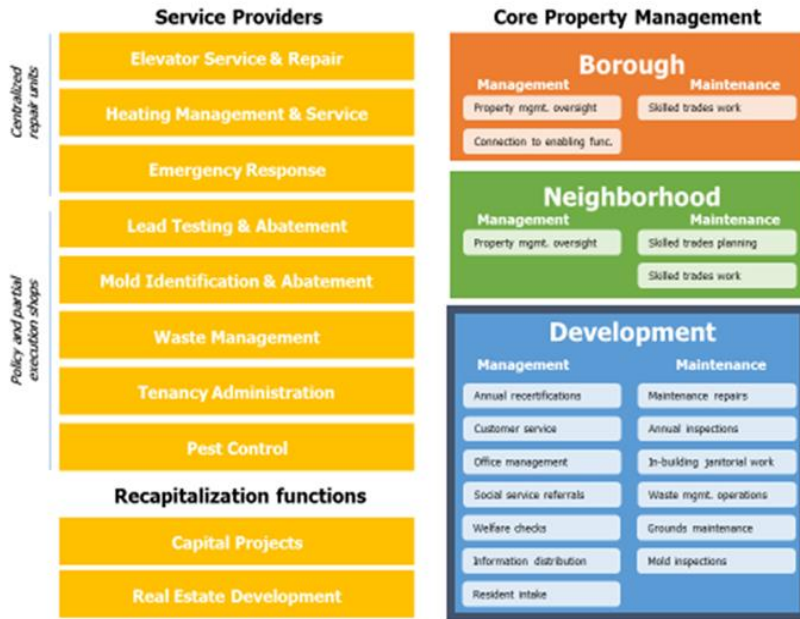 Service Providers
Centralized
repair units
Elevator Service & Repair
Heating Management & Service
Emergency Response
Policy and partial
execution shops
Lead Testing & Abatement
Mold Identification & Abatement
Waste Management
Tenancy Administration
Pest Control
Recapitalization functions
Capital Projects
Real Estate Development
Core Property Management
Borough
Management
Property mgmt. oversight
Connection to enabling func.
Maintenance
Skilled trades work
Neighborhood
Management
Property mgmt. oversight
Maintenance
Skilled trades planning
Skilled trades work
Development
Management
Annual recertifications
Customer service
Office management
Social service referrals
Welfare checks
Information distribution
Resident intake
Maintenance
Maintenance repairs
Annual inspections
In-building janitorial work
Waste mgmt. operations
Grounds maintenance
Mold inspections